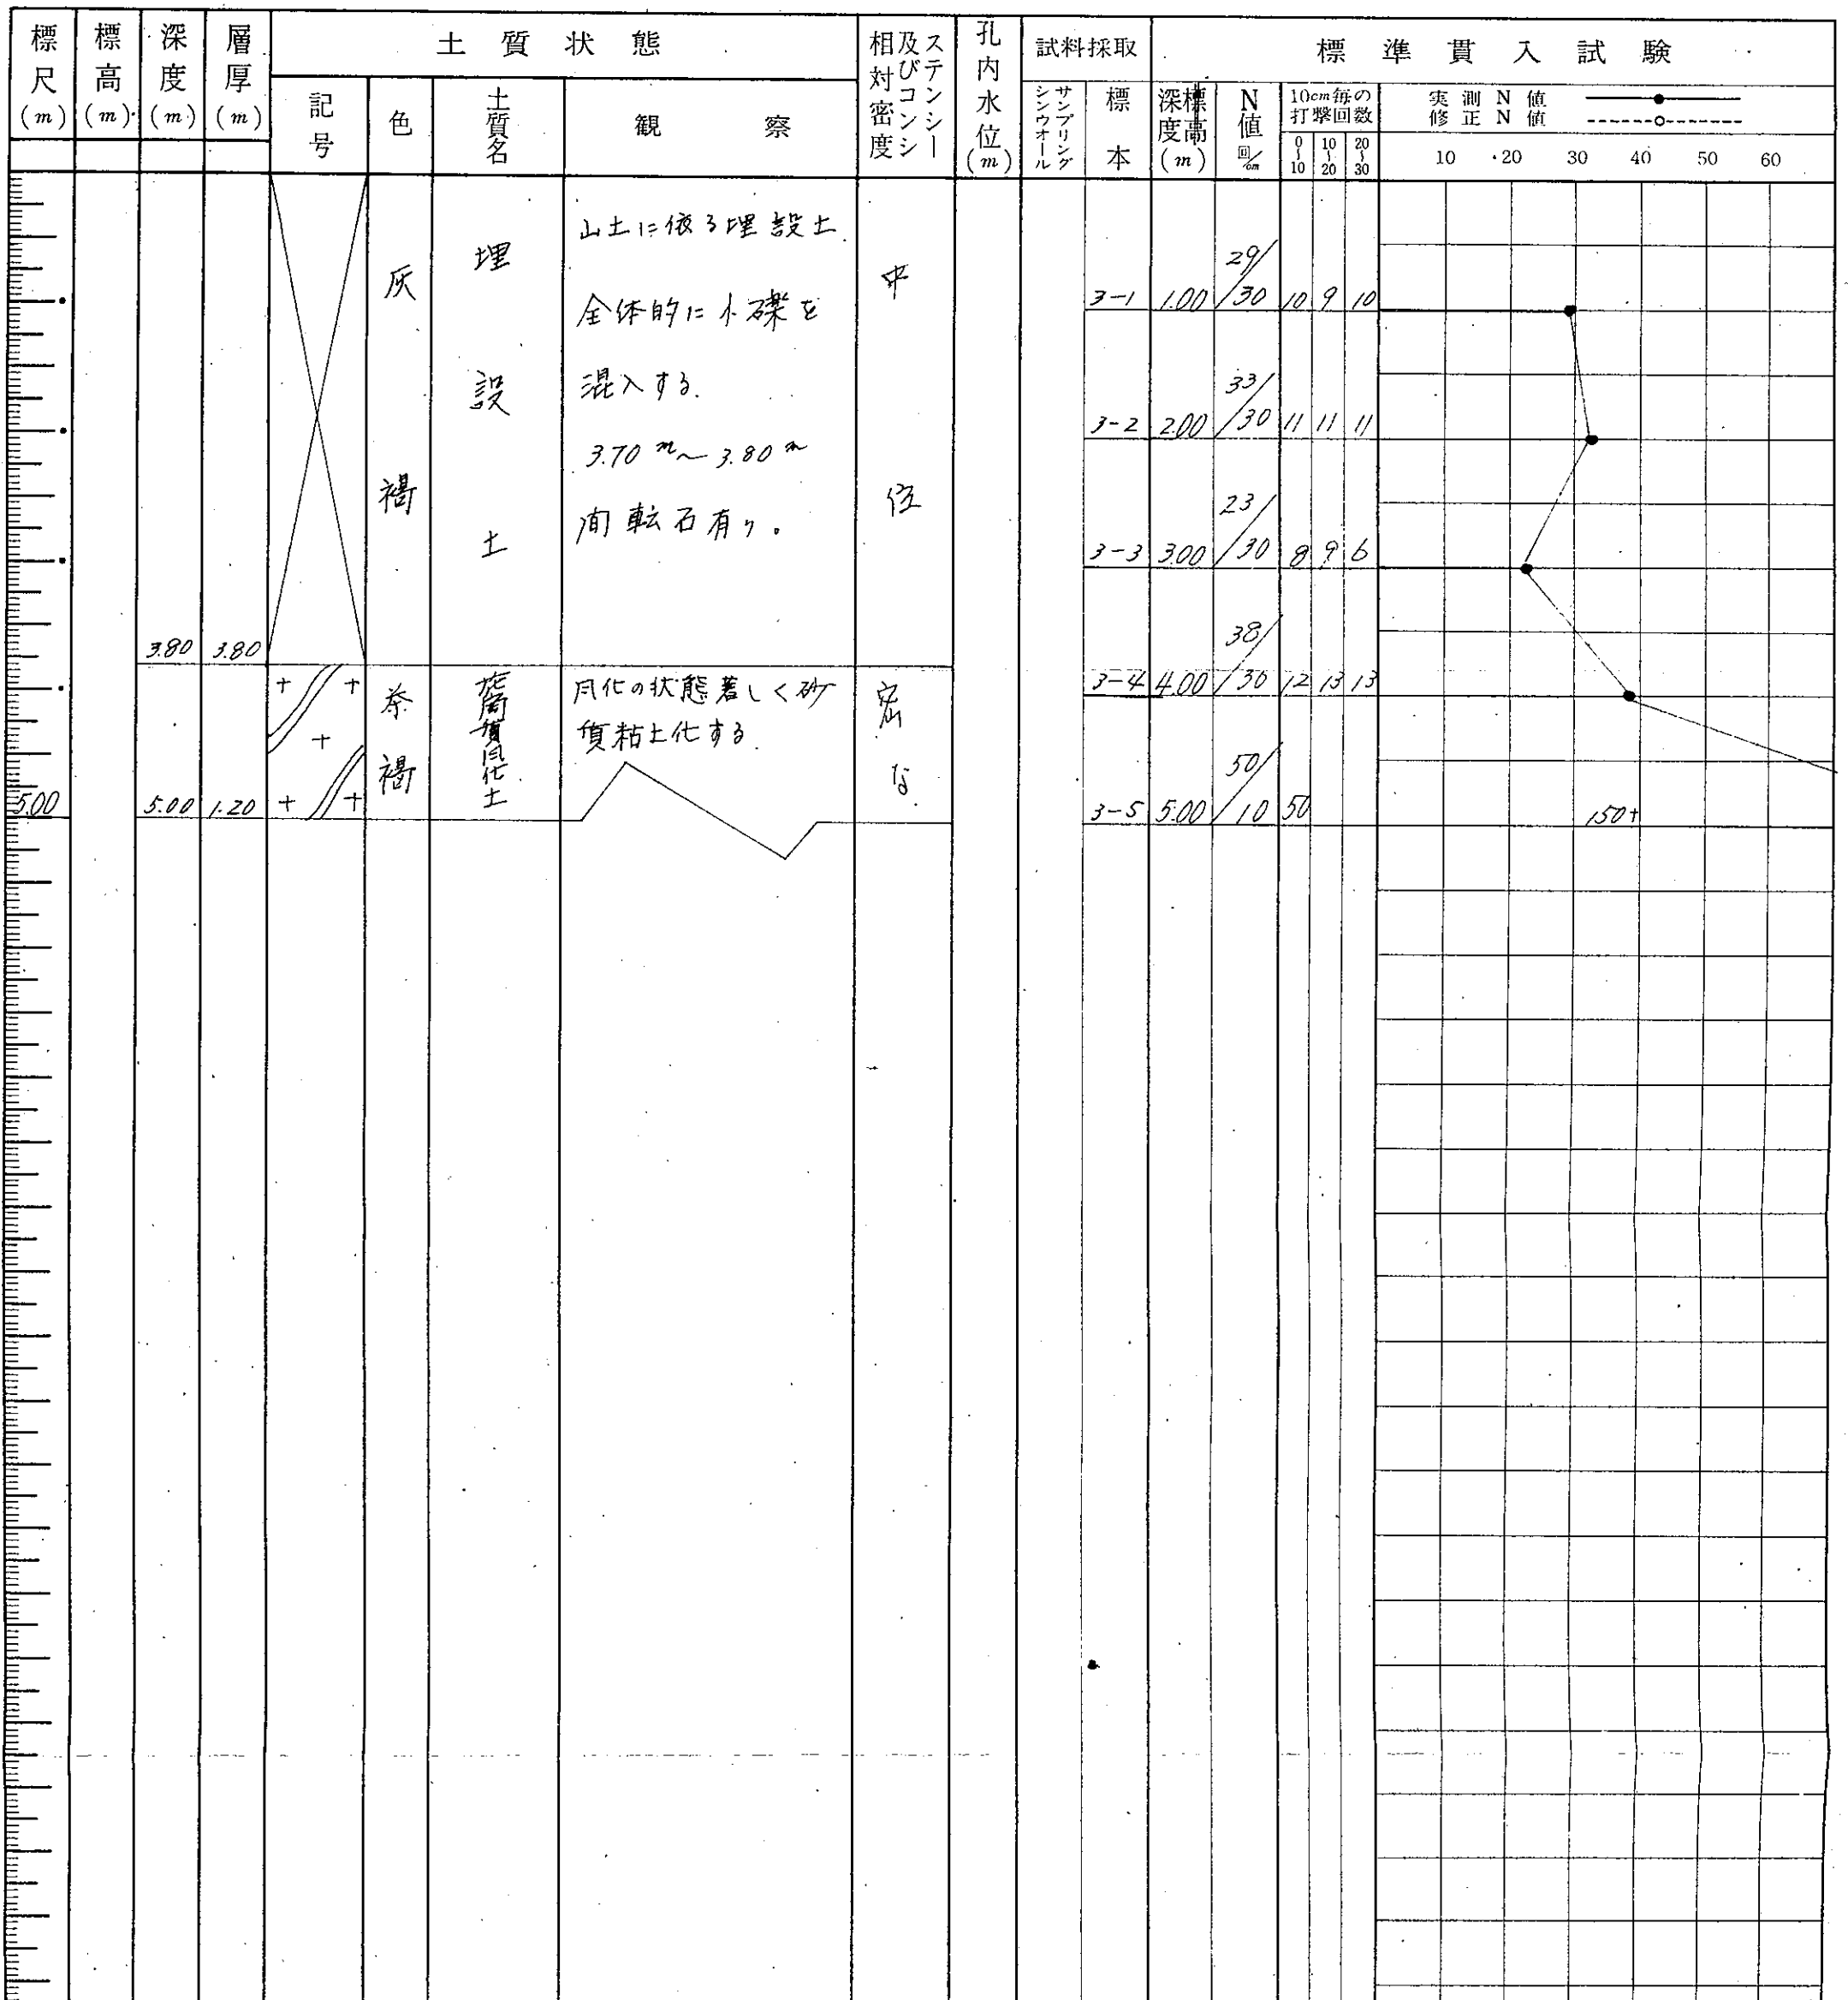 標尺(m)
標高(m)
深度(m)
層厚(m)
土質状態
記号
色
土質名
観察
相対密度及びコンシステンシー
孔内水位(m)
試料採取
シンウオールサンプリング
標本
標準貫入試験
深度標高(m)
N値 回/cm
10cm毎の打撃回数
0~10 10~20 20~30
実測N値
修正N値
10 20 30 40 50 60
3.80 3.80
灰褐
埋設土
山土に依る埋設土
全体的に小礫を
混入する.
3.70m~3.80m
間転石有り。
中位
3-1 1.00 29/30 10 9 10
3-2 2.00 33/30 11 11 11
3-3 3.00 23/30 8 9 6
3-4 4.00 38/30 12 13 13
5.00 5.00 1.20
茶褐
質風化土
風化の状態著しく砂
質粘土化する
密な
3-5 5.00 50/10 50 150+